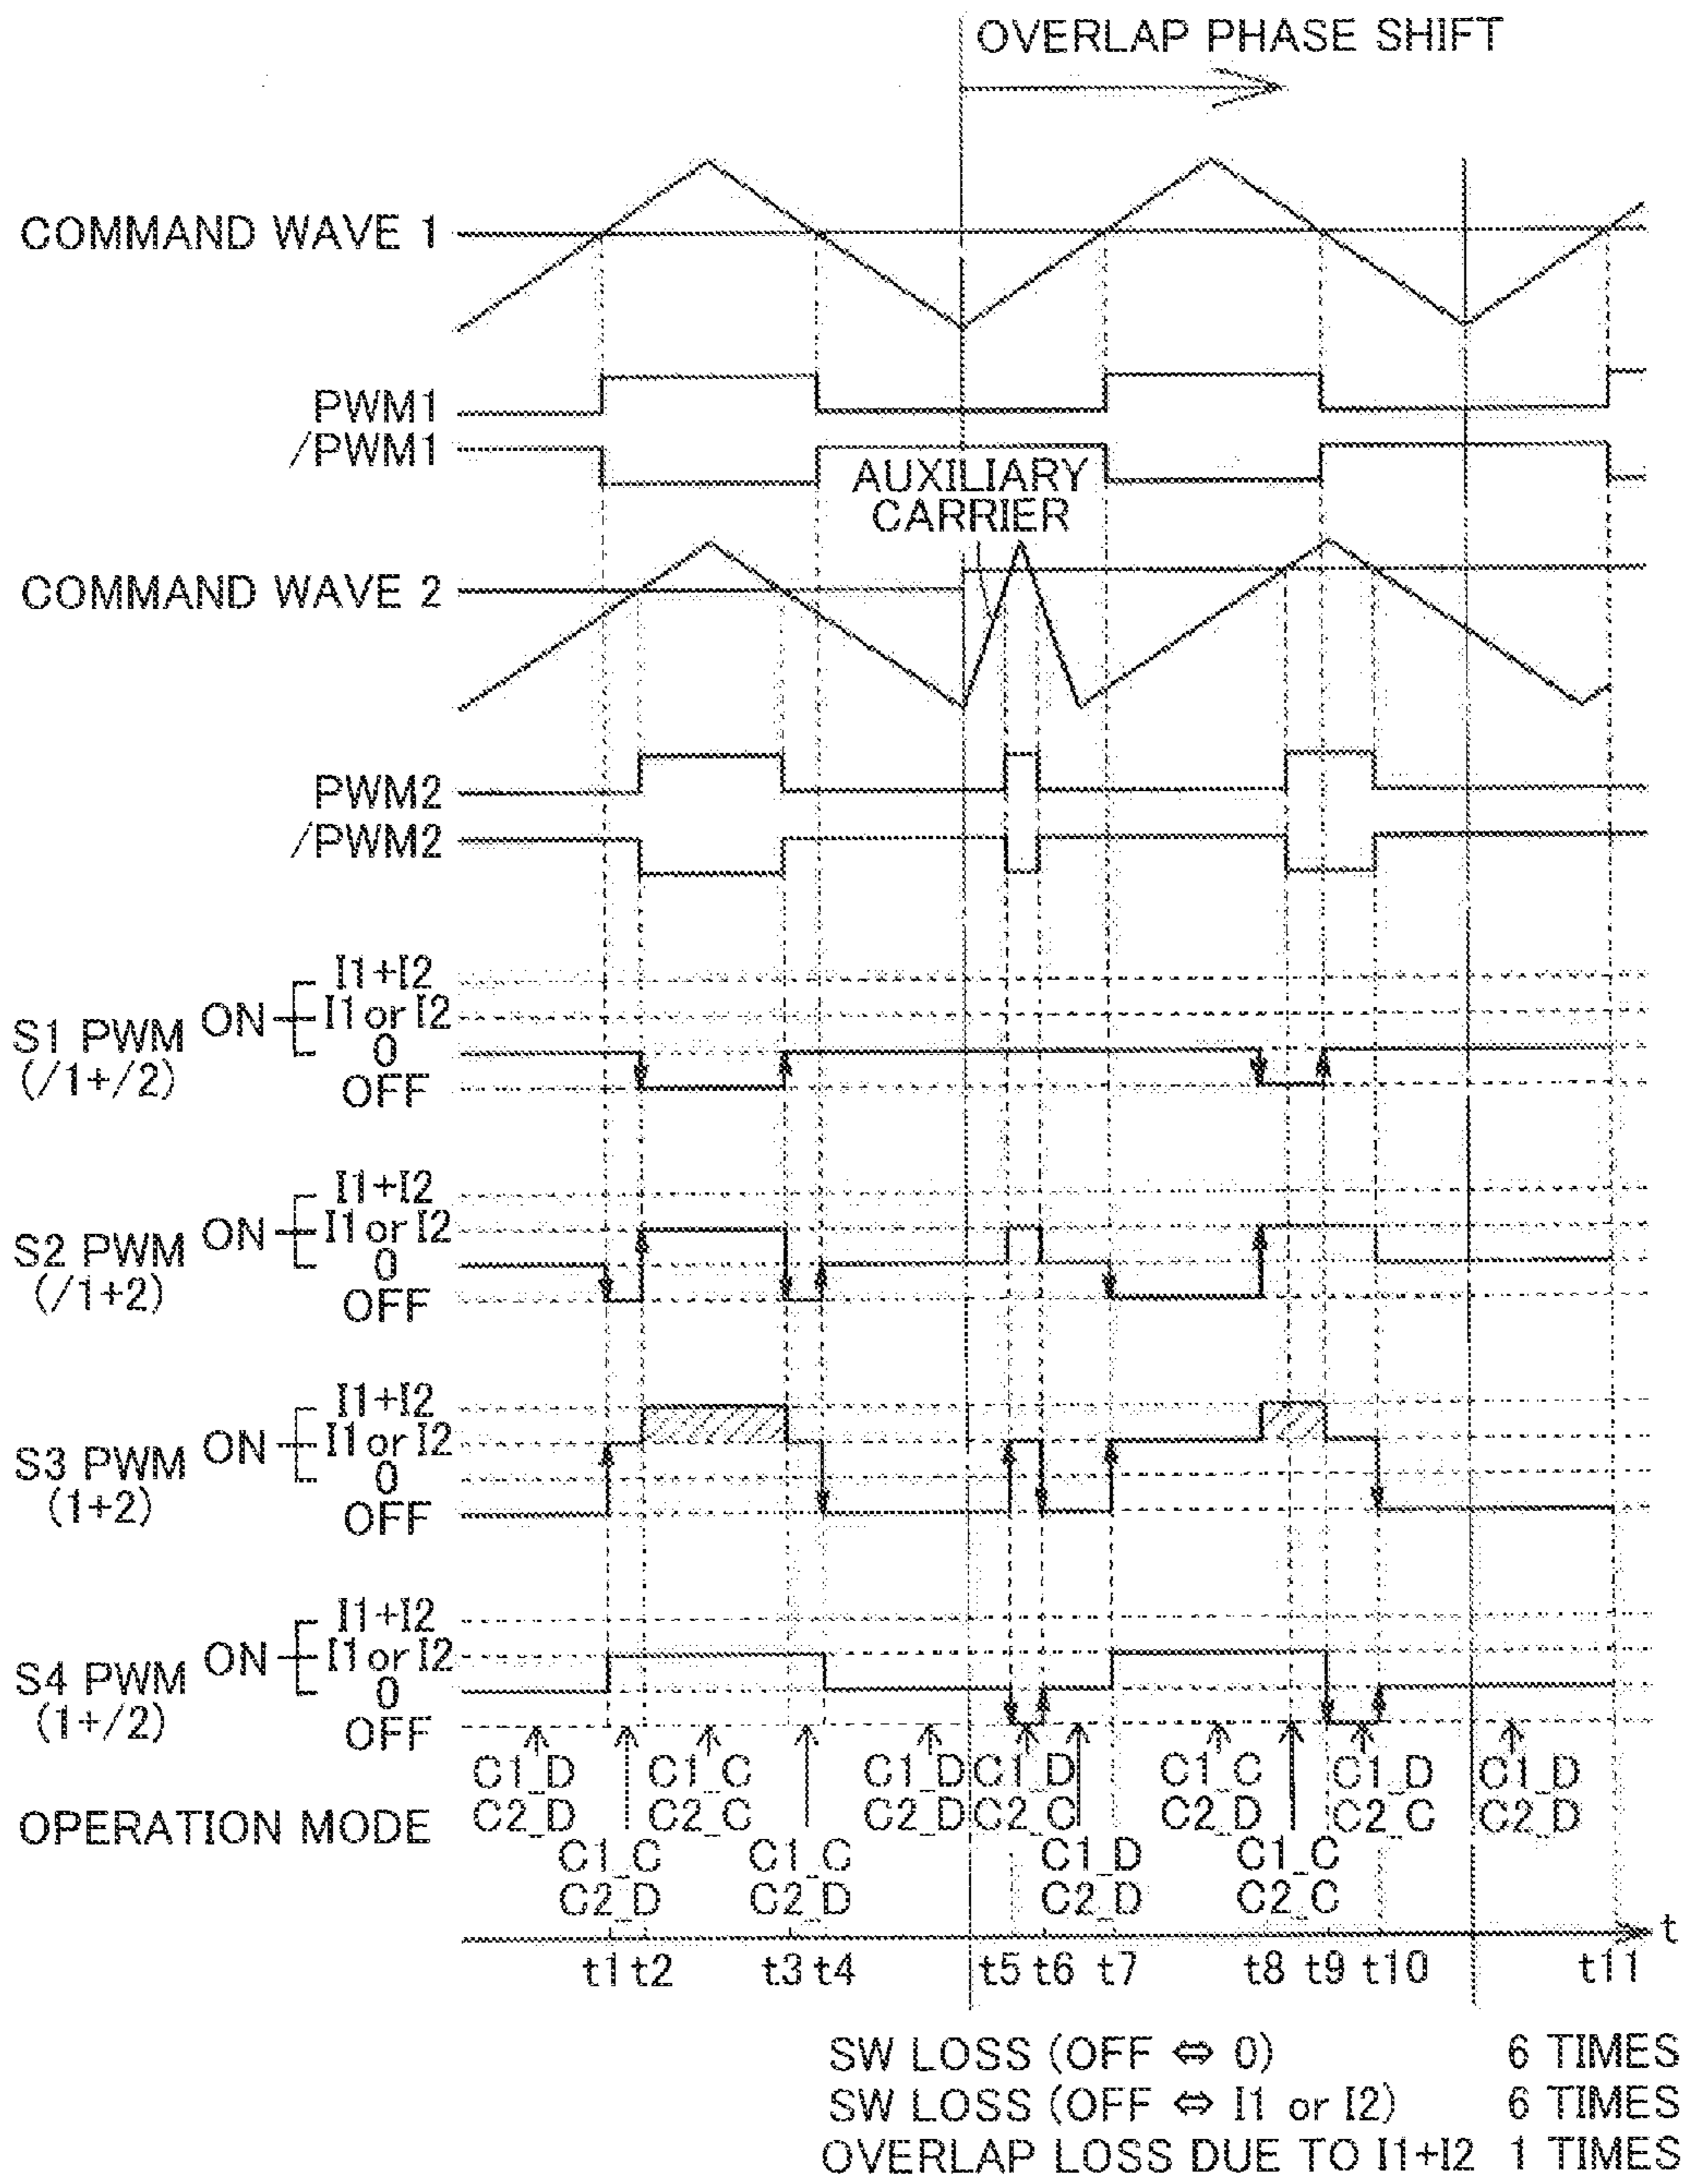 OVERLAP PHASE SHIFT
COMMAND WAVE 1
PWM1
/PWM1
AUXILIARY
CARRIER
COMMAND WAVE 2
PWM2
/PWM2
I1+I2
ON I1 or I2
S1 PWM 0
(/1+/2) OFF
I1+I2
ON I1 or I2
S2 PWM 0
(/1+2) OFF
I1+I2
ON I1 or I2
S3 PWM 0
(1+2) OFF
I1+I2
ON I1 or I2
S4 PWM 0
(1+/2) OFF
C1_D C1_C C1_D C1_D C1_C C1_D C1_D
OPERATION MODE C2_D C2_C C2_D C2_C C2_D C2_C C2_D
C1_C C1_C C1_D C1_C
C2_D C2_D C2_D C2_C
t
t1 t2 t3 t4 t5 t6 t7 t8 t9 t10 t11
SW LOSS (OFF ⇔ 0) 6 TIMES
SW LOSS (OFF ⇔ I1 or I2) 6 TIMES
OVERLAP LOSS DUE TO I1+I2 1 TIMES